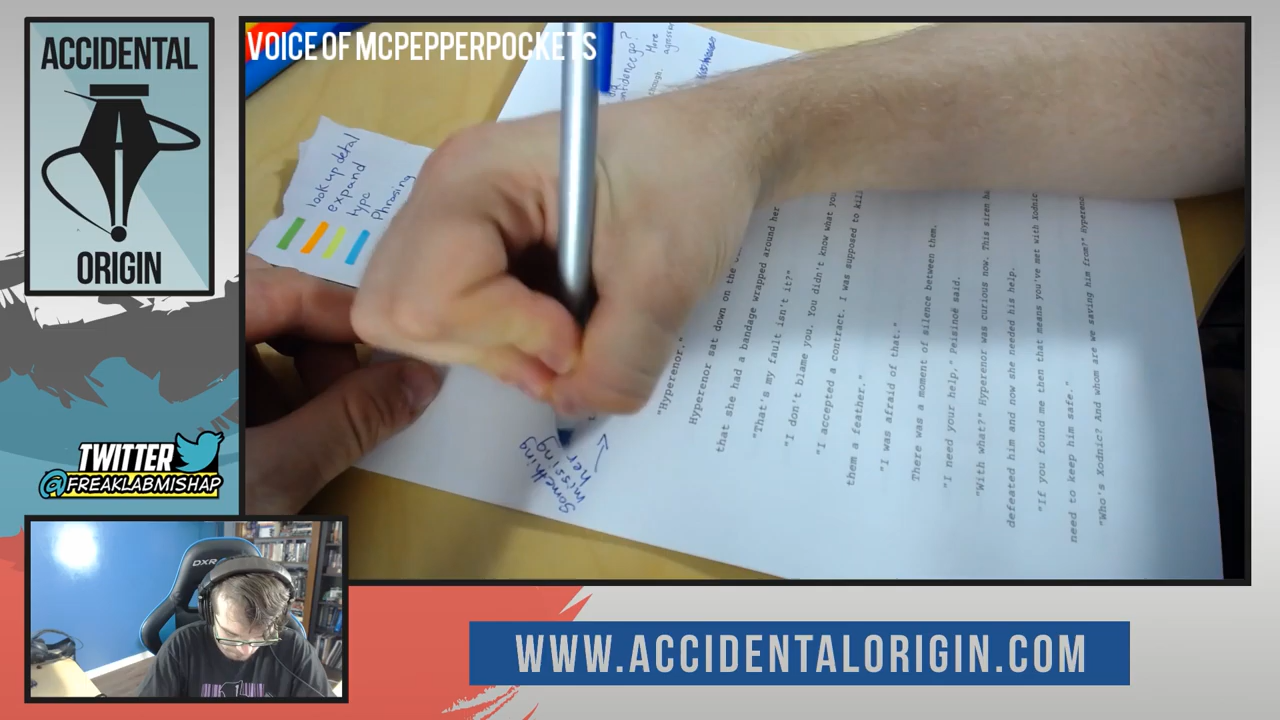 ACCIDENTAL
ORIGIN
VOICE OF MCPEPPERPOCKETS
look up detail
expand
typo
Phrasing
More
something
missing
her
"Hyperenor."
Hyperenor sat down on the
that she had a bandage wrapped around her
"That's my fault isn't it?"
"I don't blame you. You didn't know what you
"I accepted a contract. I was supposed to kill
them a feather."
"I was afraid of that."
There was a moment of silence between them.
"I need your help," Peisinoë said.
"With what?" Hyperenor was curious now. This siren ha
defeated him and now she needed his help.
"If you found me then that means you've met with Xodnic
need to keep him safe."
"Who's Xodnic? And whom are we saving him from?" Hyperenor
TWITTER
@FREAKLABMISHAP
DXR
WWW.ACCIDENTALORIGIN.COM